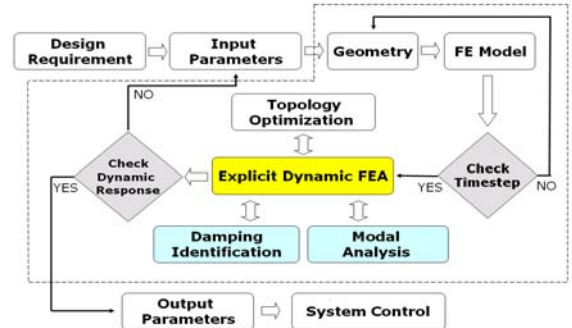 Design
Requirement
Input
Parameters
Geometry
FE Model
NO
Topology
Optimization
Check
Dynamic
Response
YES
Explicit Dynamic FEA
YES
Check
Timestep
NO
Damping
Identification
Modal
Analysis
Output
Parameters
System Control